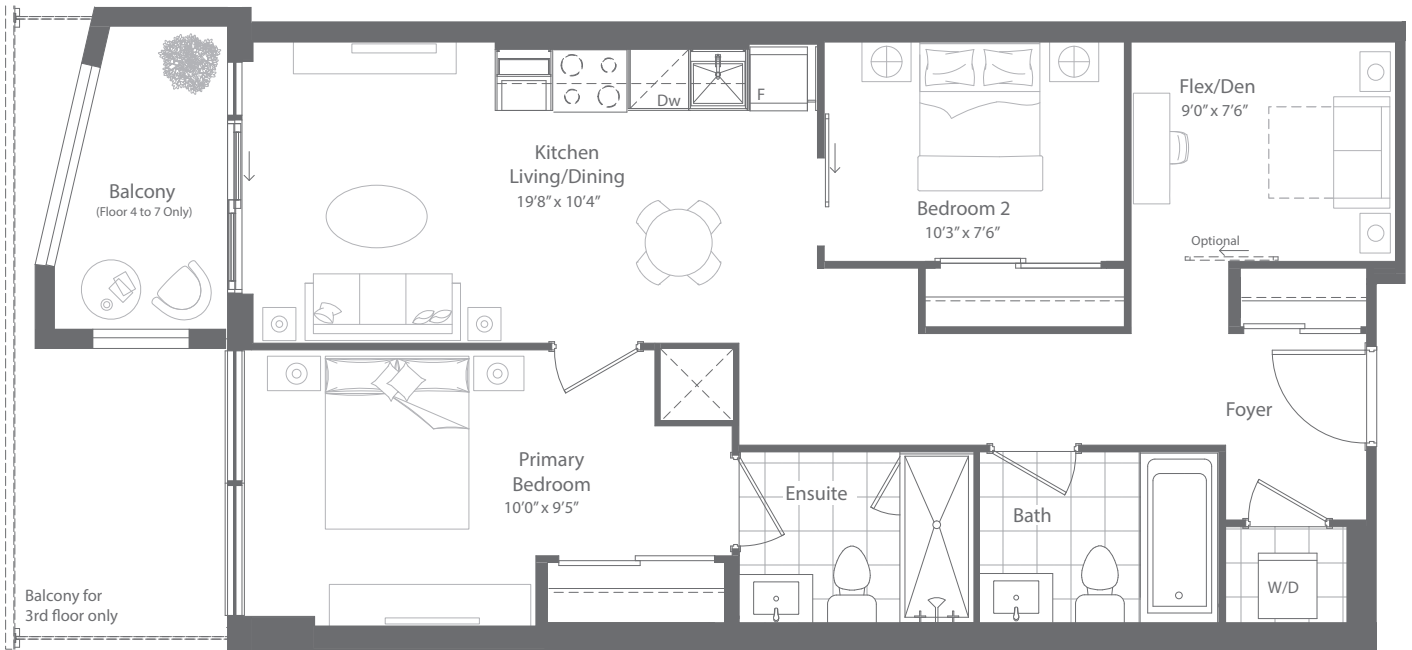 Balcony
(Floor 4 to 7 Only)
Kitchen
Living/Dining
19'8" x 10'4"
Dw
F
Bedroom 2
10'3" x 7'6"
Flex/Den
9'0" x 7'6"
Optional
Foyer
Primary
Bedroom
10'0" x 9'5"
Ensuite
Bath
W/D
Balcony for
3rd floor only